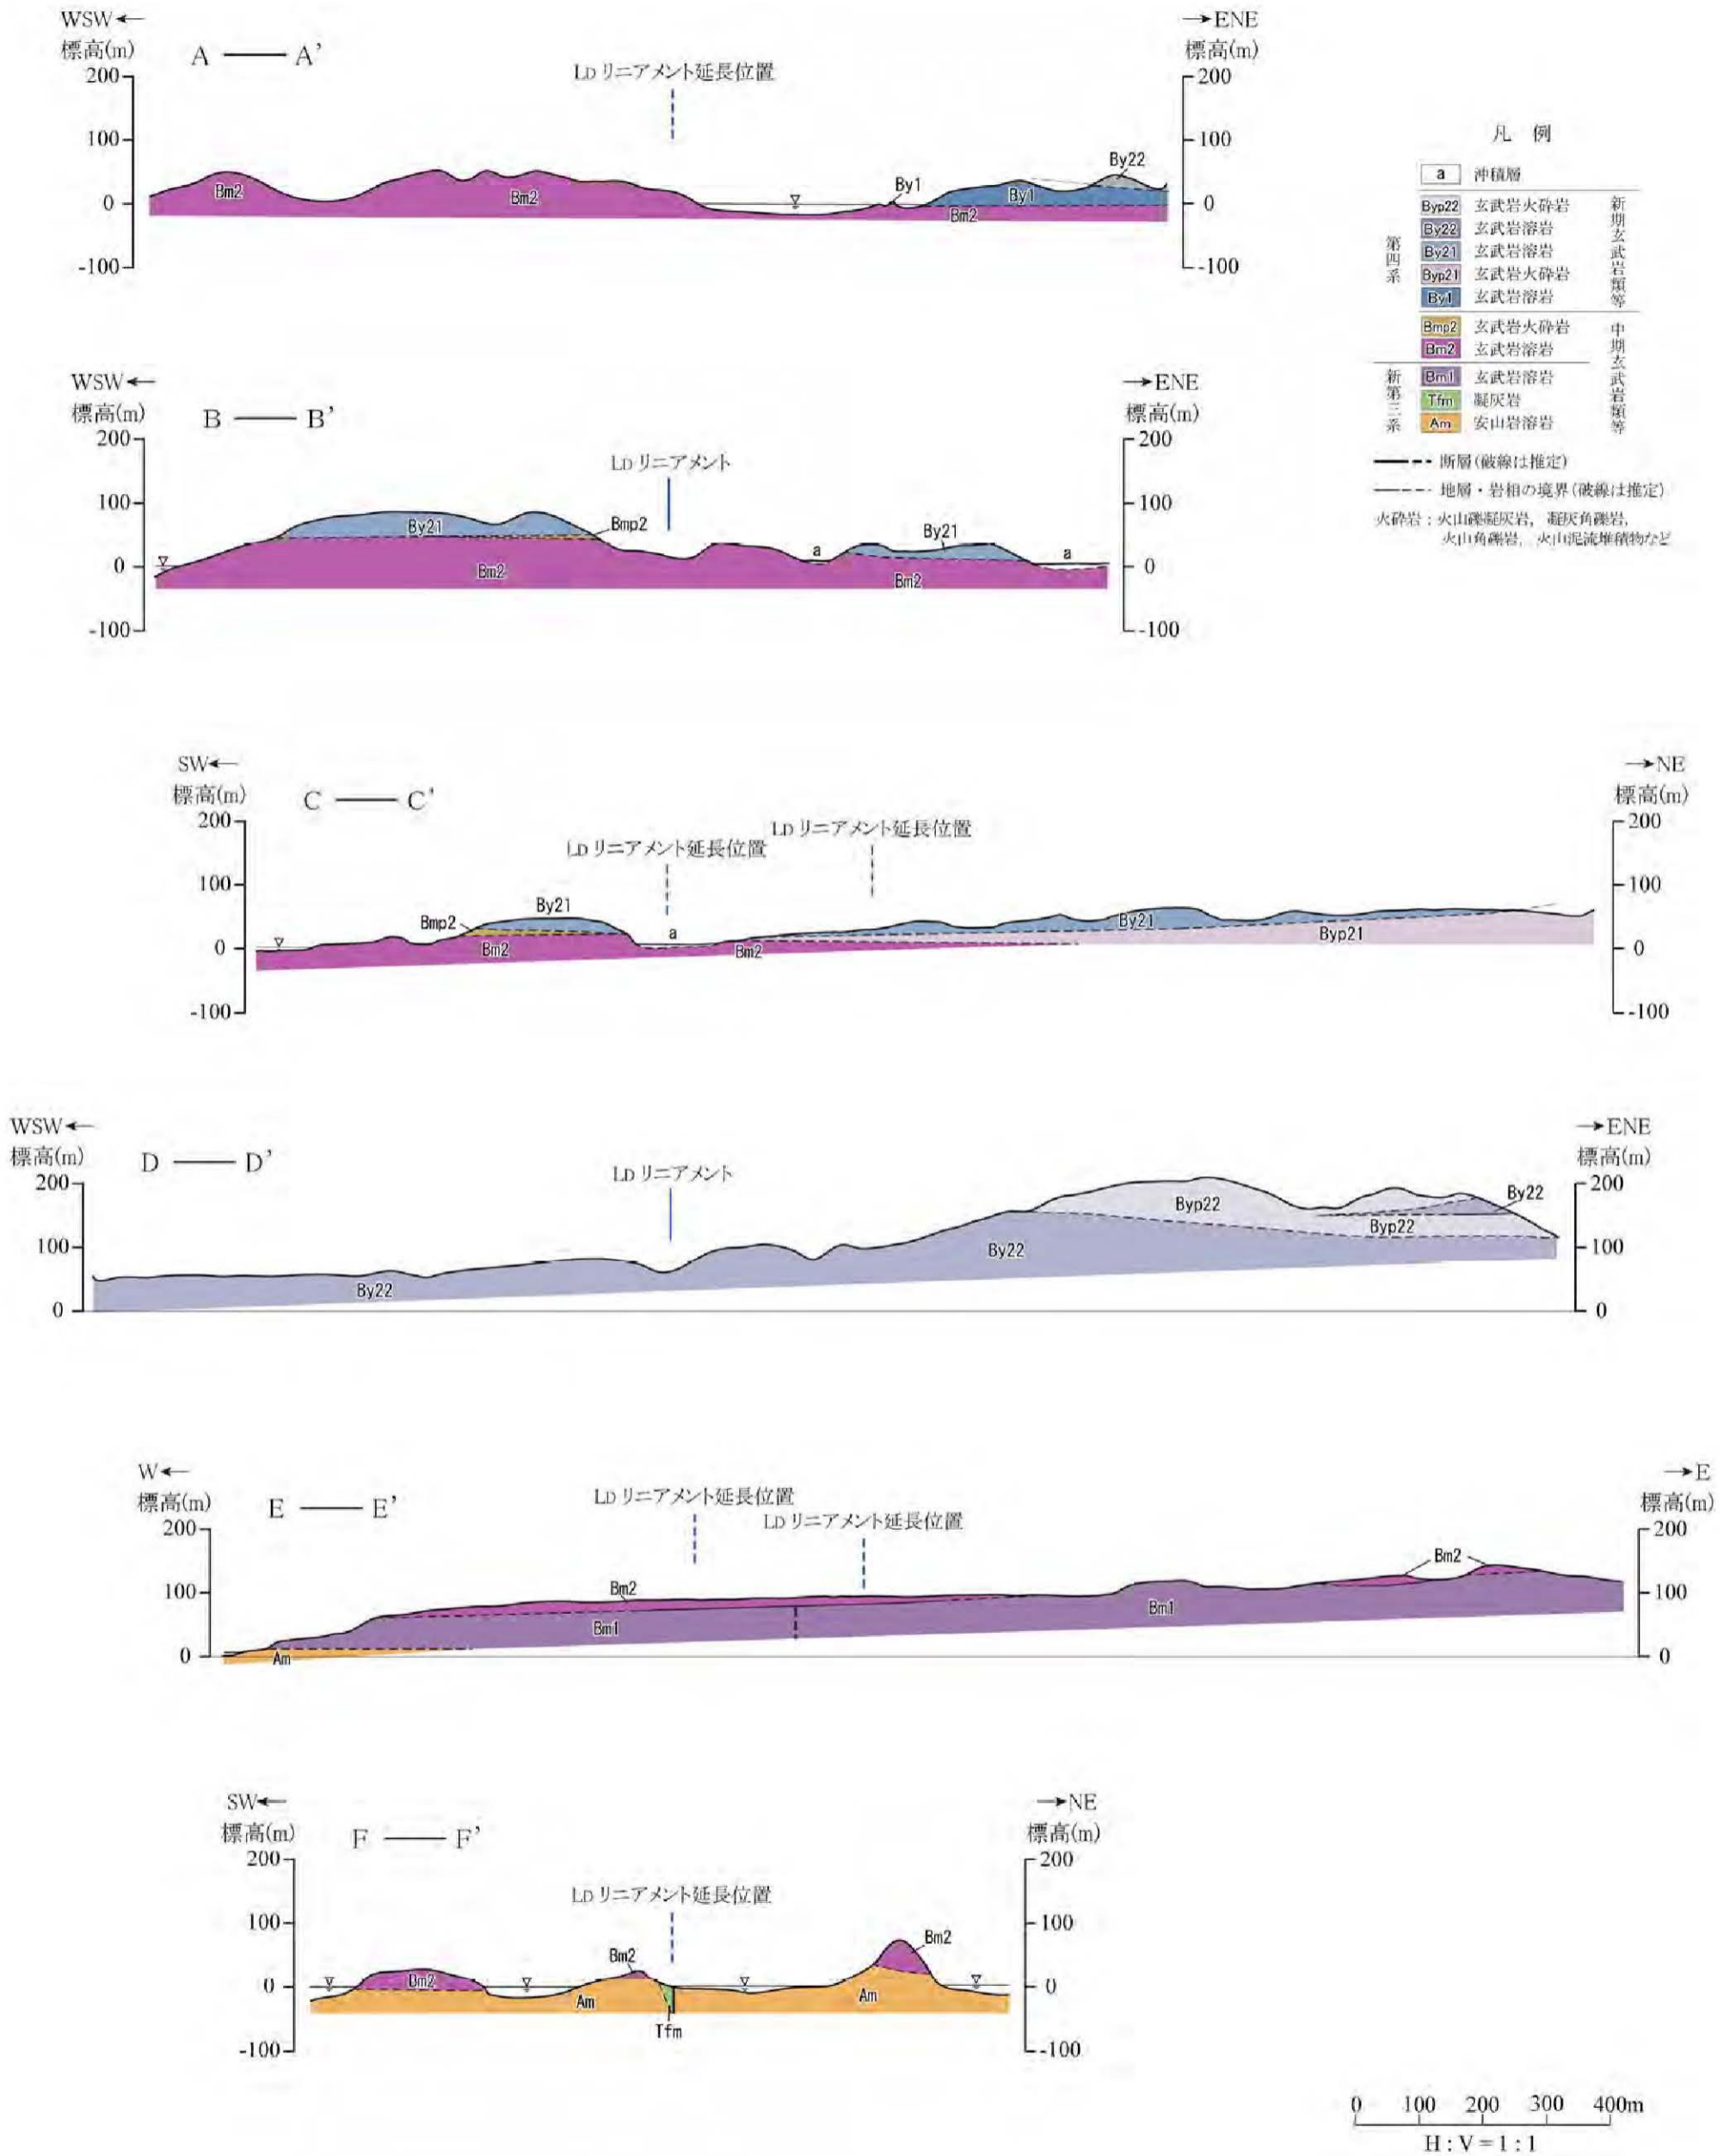 WSW← →ENE
標高(m) 標高(m)
A —— A’
LD リニアメント延長位置
200 200
100 100
0 0
-100 -100
Bm2
Bm2
By1
By1
By22
Bm2
凡 例
a 沖積層
Byp22 玄武岩火砕岩
By22 玄武岩溶岩
By21 玄武岩溶岩
Byp21 玄武岩火砕岩
By1 玄武岩溶岩
Bmp2 玄武岩火砕岩
Bm2 玄武岩溶岩
Bm1 玄武岩溶岩
Tfm 凝灰岩
Am 安山岩溶岩
第四系
新第三系
新期玄武岩類等
中期玄武岩類等
断層(破線は推定)
地層・岩相の境界(破線は推定)
火砕岩：火山礫凝灰岩，凝灰角礫岩，
火山角礫岩，火山泥流堆積物など
WSW← →ENE
標高(m) 標高(m)
B —— B’
LD リニアメント
200 200
100 100
0 0
-100 -100
By21
Bmp2
Bm2
a
By21
a
Bm2
SW← →NE
標高(m) 標高(m)
C —— C’
LD リニアメント延長位置
LD リニアメント延長位置
200 200
100 100
0 0
-100 -100
By21
Bmp2
Bm2
a
Bm2
By21
Byp21
WSW← →ENE
標高(m) 標高(m)
D —— D’
LD リニアメント
200 200
100 100
0 0
By22
By22
Byp22
By22
Byp22
W← →E
標高(m) 標高(m)
E —— E’
LD リニアメント延長位置
LD リニアメント延長位置
200 200
100 100
0 0
Bm2
Bm2
Bm1
Bm1
Am
SW← →NE
標高(m) 標高(m)
F —— F’
LD リニアメント延長位置
200 200
100 100
0 0
-100 -100
Bm2
Bm2
Bm2
Am
Am
Tfm
0 100 200 300 400m
H : V = 1 : 1